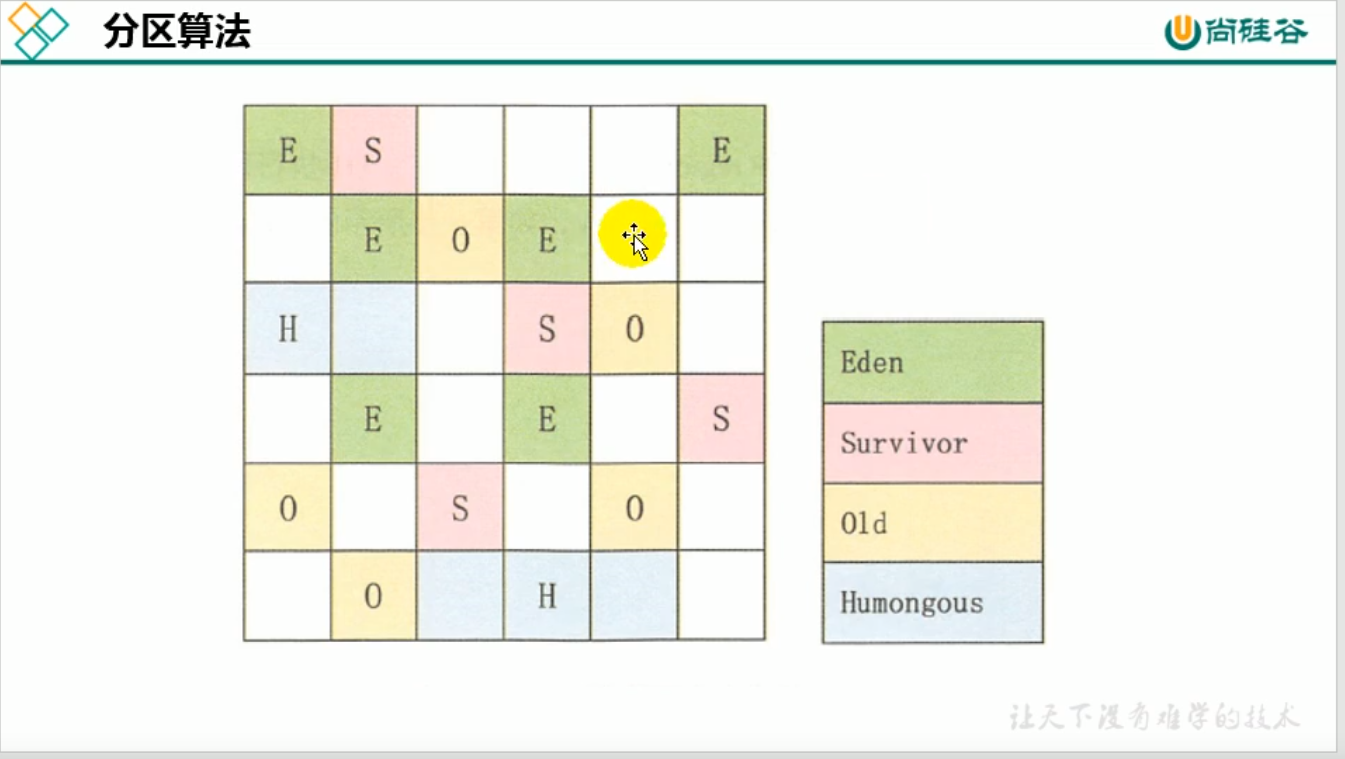 分区算法
尚硅谷
E S E
E O E
H S O
E E S
O S O
O H
Eden
Survivor
Old
Humongous
让天下没有难学的技术